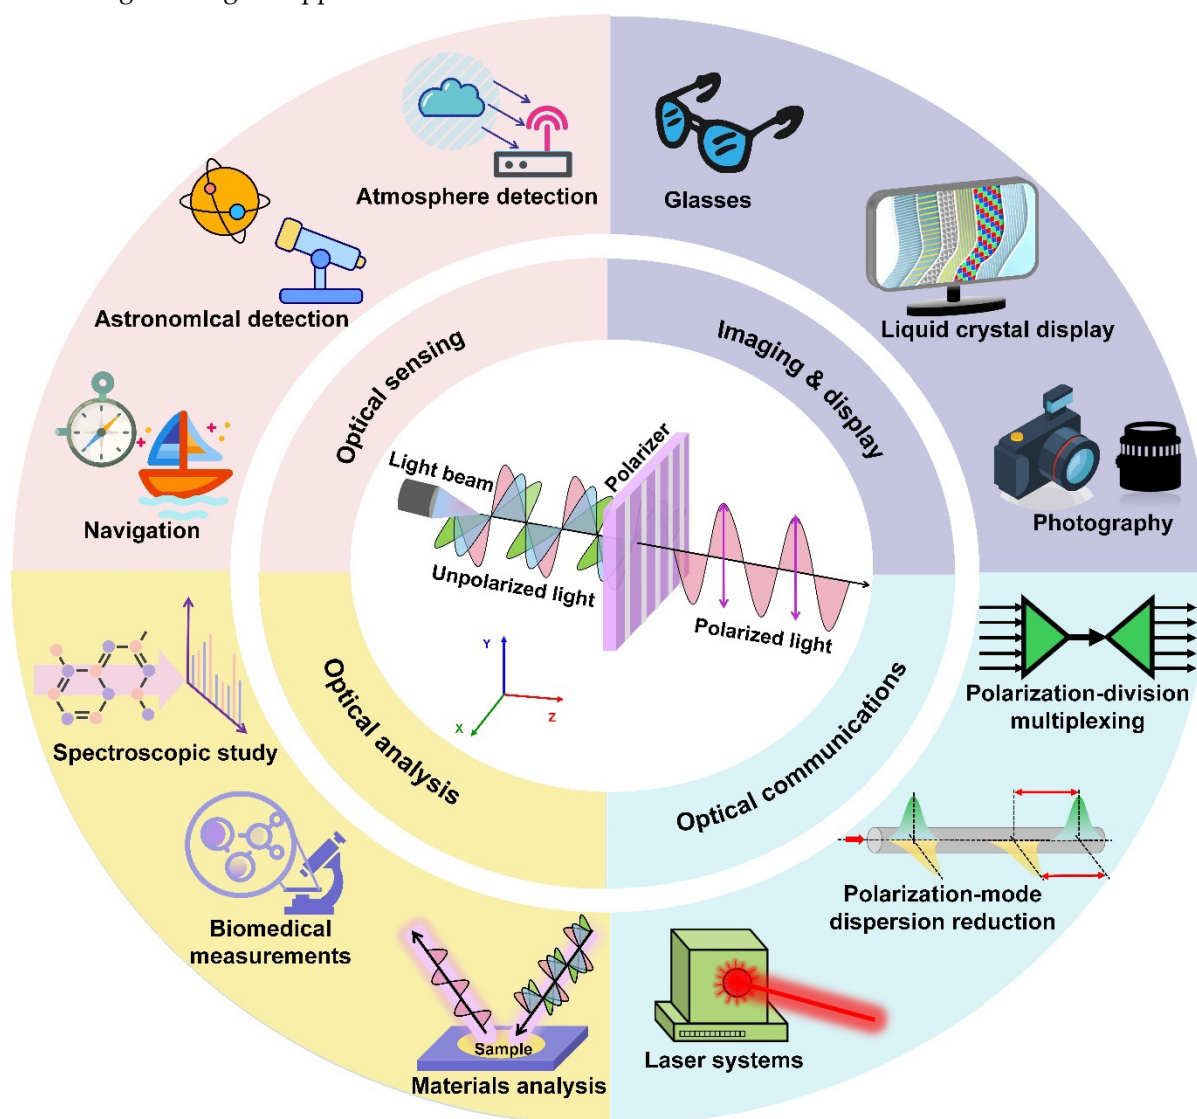 Atmosphere detection
Glasses
AstronomIcal detection
Liquid crystal display
Navigation
Photography
Optical sensing
Imaging & display
Light beam
Polarizer
Unpolarized light
Polarized light
Y
X
Z
Optical analysis
Optical communications
Spectroscopic study
Polarization-division
multiplexing
Biomedical
measurements
Polarization-mode
dispersion reduction
Sample
Materials analysis
Laser systems